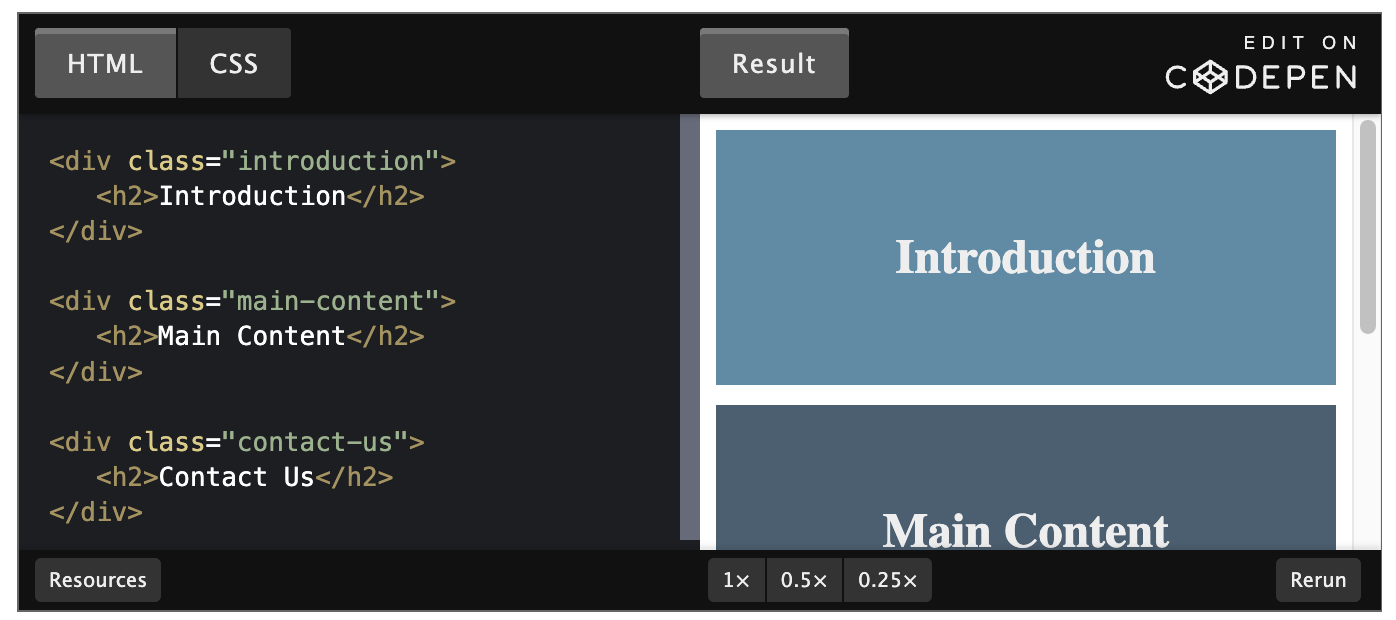 HTML CSS Result EDIT ON
CODEPEN
<div class="introduction">
<h2>Introduction</h2>
</div>
<div class="main-content">
<h2>Main Content</h2>
</div>
<div class="contact-us">
<h2>Contact Us</h2>
</div>
Introduction
Main Content
Resources 1× 0.5× 0.25× Rerun